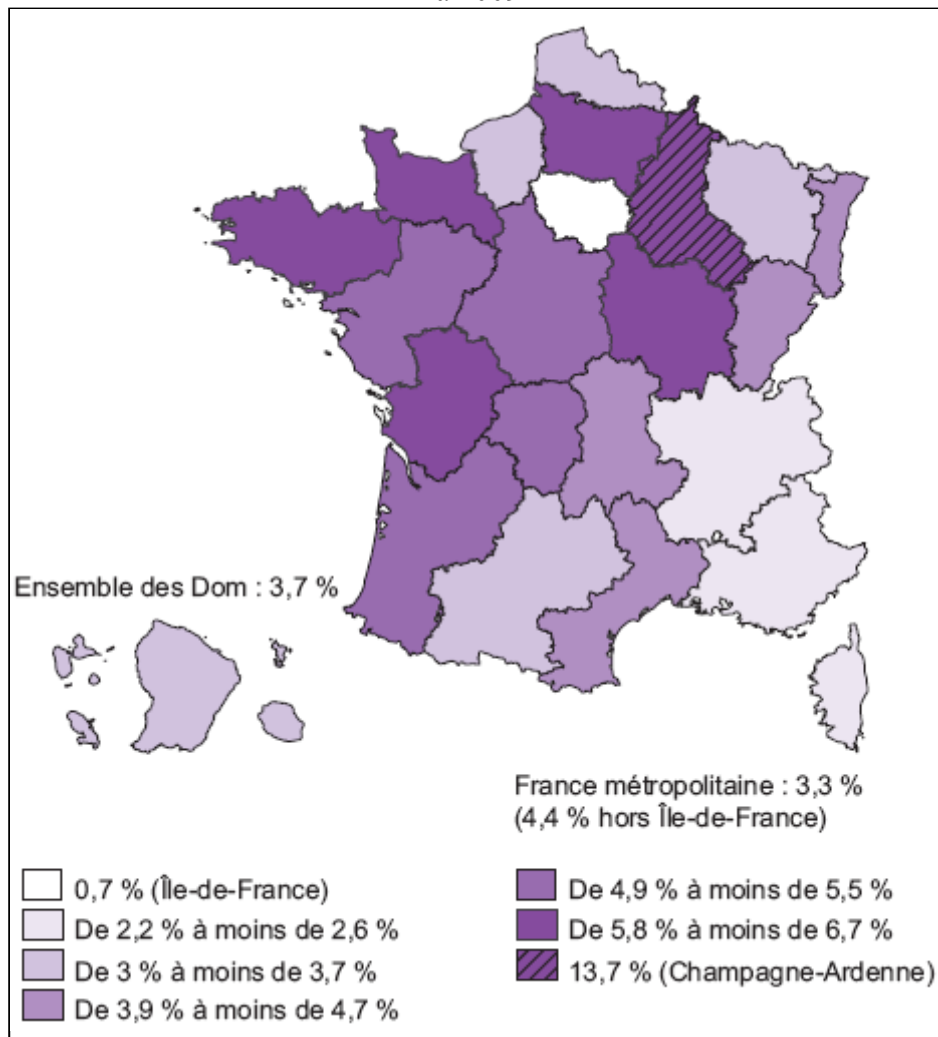 Ensemble des Dom : 3,7 %
France métropolitaine : 3,3 %
(4,4 % hors Île-de-France)
0,7 % (Île-de-France)
De 2,2 % à moins de 2,6 %
De 3 % à moins de 3,7 %
De 3,9 % à moins de 4,7 %
De 4,9 % à moins de 5,5 %
De 5,8 % à moins de 6,7 %
13,7 % (Champagne-Ardenne)